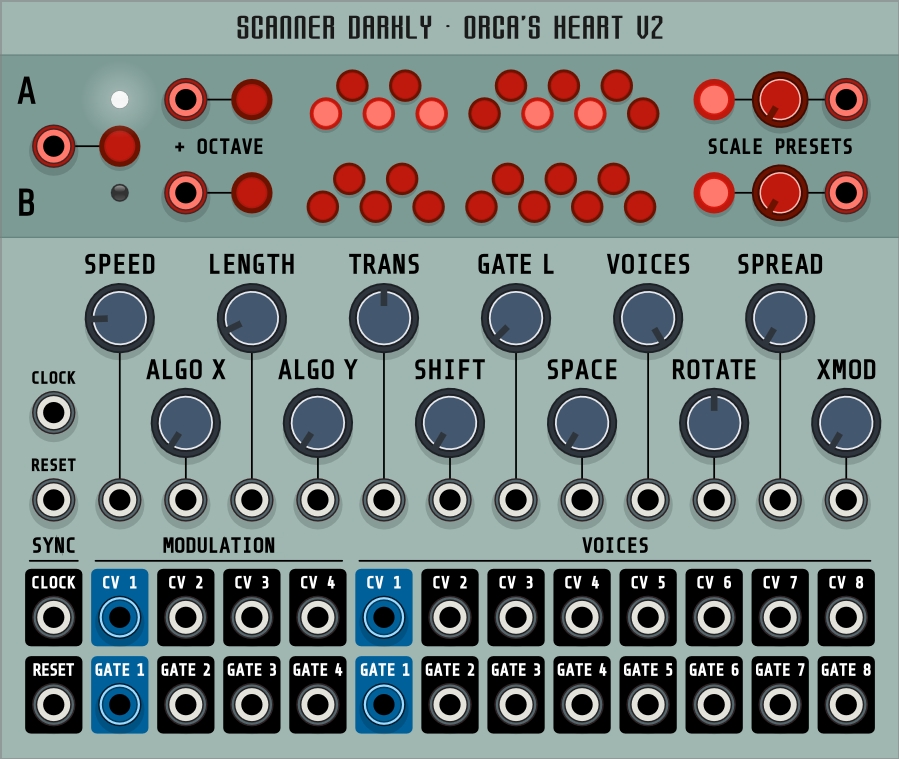 SCANNER DARKLY · ORCA'S HEART V2
A
+ OCTAVE
SCALE PRESETS
B
SPEED LENGTH TRANS GATE L VOICES SPREAD
CLOCK ALGO X ALGO Y SHIFT SPACE ROTATE XMOD
RESET
SYNC MODULATION VOICES
CLOCK CV 1 CV 2 CV 3 CV 4 CV 1 CV 2 CV 3 CV 4 CV 5 CV 6 CV 7 CV 8
RESET GATE 1 GATE 2 GATE 3 GATE 4 GATE 1 GATE 2 GATE 3 GATE 4 GATE 5 GATE 6 GATE 7 GATE 8